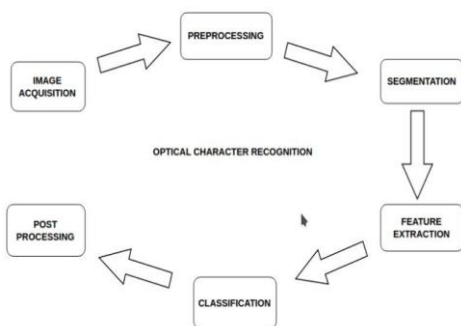 PREPROCESSING
IMAGE
ACQUISITION
SEGMENTATION
OPTICAL CHARACTER RECOGNITION
POST
PROCESSING
FEATURE
EXTRACTION
CLASSIFICATION